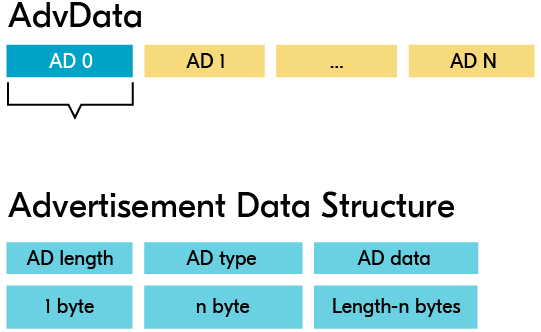 AdvData
AD 0 AD 1 ... AD N
Advertisement Data Structure
AD length AD type AD data
1 byte n byte Length-n bytes